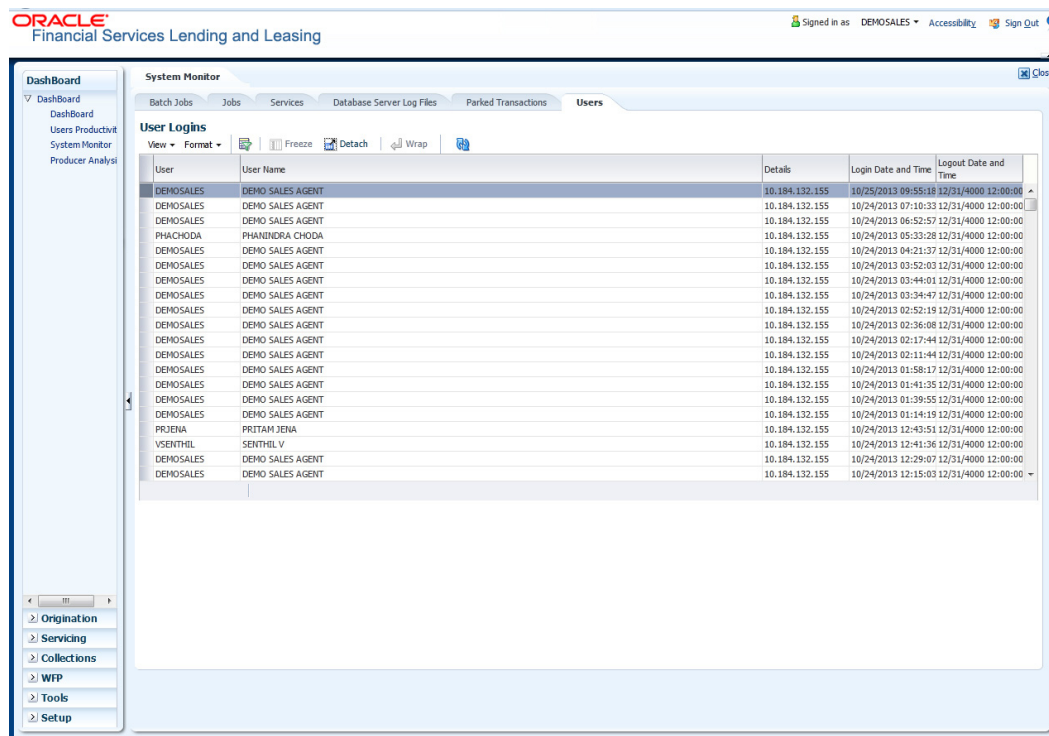 ORACLE®
Financial Services Lending and Leasing
Signed in as DEMOSALES Accessibility Sign Out
DashBoard
DashBoard
DashBoard
Users Productivit
System Monitor
Producer Analysi
System Monitor
Clos
Batch Jobs Jobs Services Database Server Log Files Parked Transactions Users
User Logins
View Format Freeze Detach Wrap
User User Name Details Login Date and Time Logout Date and Time
DEMOSALES DEMO SALES AGENT 10.184.132.155 10/25/2013 09:55:18 12/31/4000 12:00:00
DEMOSALES DEMO SALES AGENT 10.184.132.155 10/24/2013 07:10:33 12/31/4000 12:00:00
DEMOSALES DEMO SALES AGENT 10.184.132.155 10/24/2013 06:52:57 12/31/4000 12:00:00
PHACHODA PHANINDRA CHODA 10.184.132.155 10/24/2013 05:33:28 12/31/4000 12:00:00
DEMOSALES DEMO SALES AGENT 10.184.132.155 10/24/2013 04:21:37 12/31/4000 12:00:00
DEMOSALES DEMO SALES AGENT 10.184.132.155 10/24/2013 03:52:03 12/31/4000 12:00:00
DEMOSALES DEMO SALES AGENT 10.184.132.155 10/24/2013 03:44:01 12/31/4000 12:00:00
DEMOSALES DEMO SALES AGENT 10.184.132.155 10/24/2013 03:34:47 12/31/4000 12:00:00
DEMOSALES DEMO SALES AGENT 10.184.132.155 10/24/2013 02:52:19 12/31/4000 12:00:00
DEMOSALES DEMO SALES AGENT 10.184.132.155 10/24/2013 02:36:08 12/31/4000 12:00:00
DEMOSALES DEMO SALES AGENT 10.184.132.155 10/24/2013 02:17:44 12/31/4000 12:00:00
DEMOSALES DEMO SALES AGENT 10.184.132.155 10/24/2013 02:11:44 12/31/4000 12:00:00
DEMOSALES DEMO SALES AGENT 10.184.132.155 10/24/2013 01:58:17 12/31/4000 12:00:00
DEMOSALES DEMO SALES AGENT 10.184.132.155 10/24/2013 01:41:35 12/31/4000 12:00:00
DEMOSALES DEMO SALES AGENT 10.184.132.155 10/24/2013 01:39:55 12/31/4000 12:00:00
DEMOSALES DEMO SALES AGENT 10.184.132.155 10/24/2013 01:14:19 12/31/4000 12:00:00
PRJENA PRITAM JENA 10.184.132.155 10/24/2013 12:43:51 12/31/4000 12:00:00
VSENTHIL SENTHIL V 10.184.132.155 10/24/2013 12:41:36 12/31/4000 12:00:00
DEMOSALES DEMO SALES AGENT 10.184.132.155 10/24/2013 12:29:07 12/31/4000 12:00:00
DEMOSALES DEMO SALES AGENT 10.184.132.155 10/24/2013 12:15:03 12/31/4000 12:00:00
Origination
Servicing
Collections
WFP
Tools
Setup